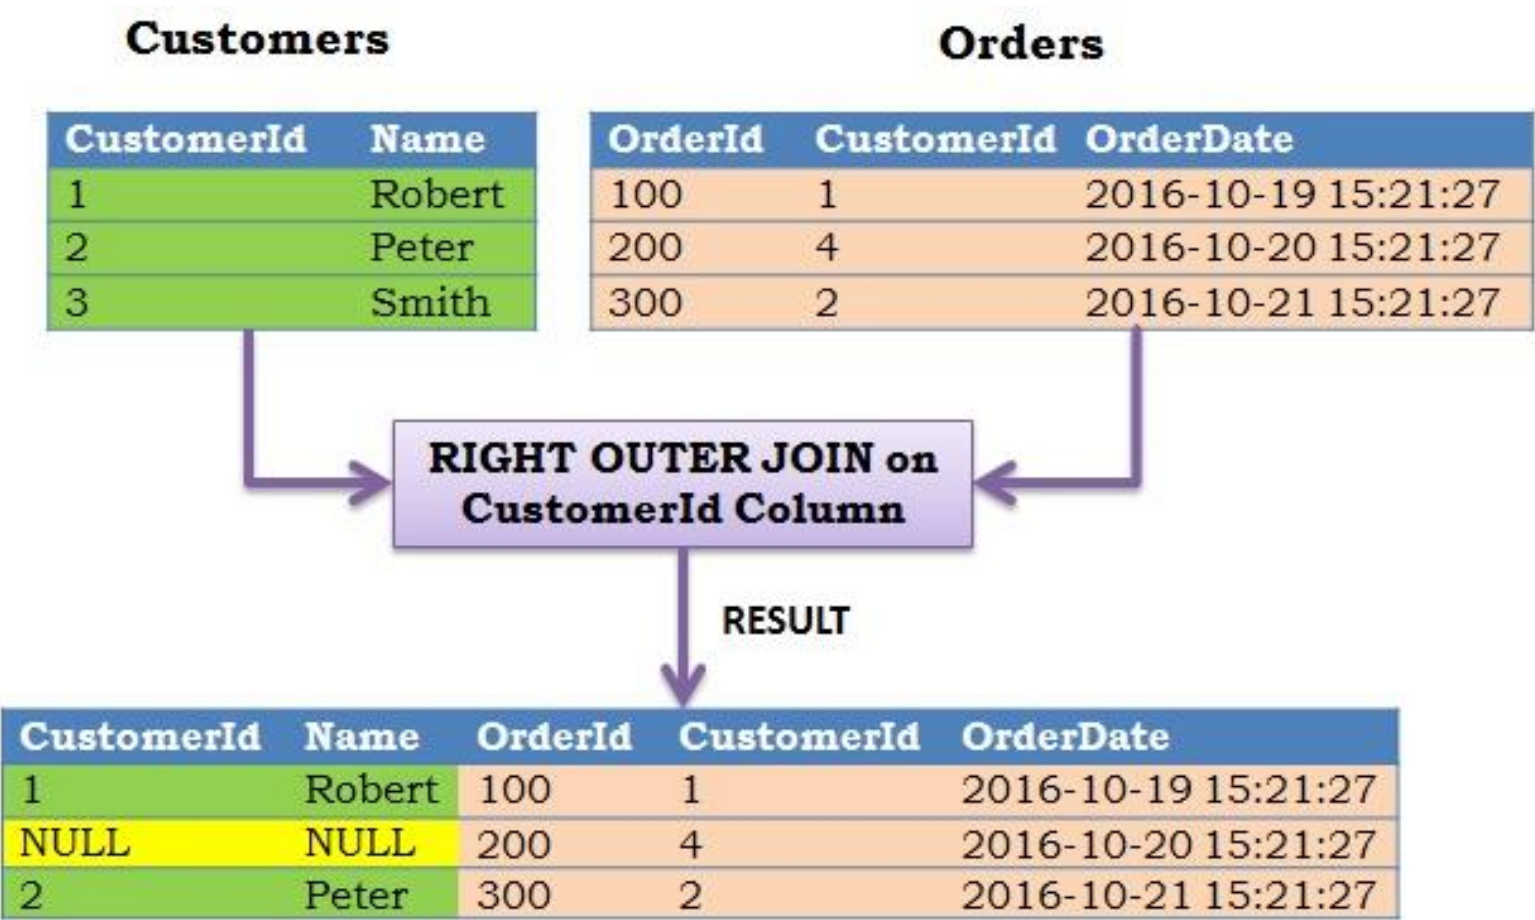 Customers
Orders
CustomerId Name
1 Robert
2 Peter
3 Smith
OrderId CustomerId OrderDate
100 1 2016-10-19 15:21:27
200 4 2016-10-20 15:21:27
300 2 2016-10-21 15:21:27
RIGHT OUTER JOIN on
CustomerId Column
RESULT
CustomerId Name OrderId CustomerId OrderDate
1 Robert 100 1 2016-10-19 15:21:27
NULL NULL 200 4 2016-10-20 15:21:27
2 Peter 300 2 2016-10-21 15:21:27